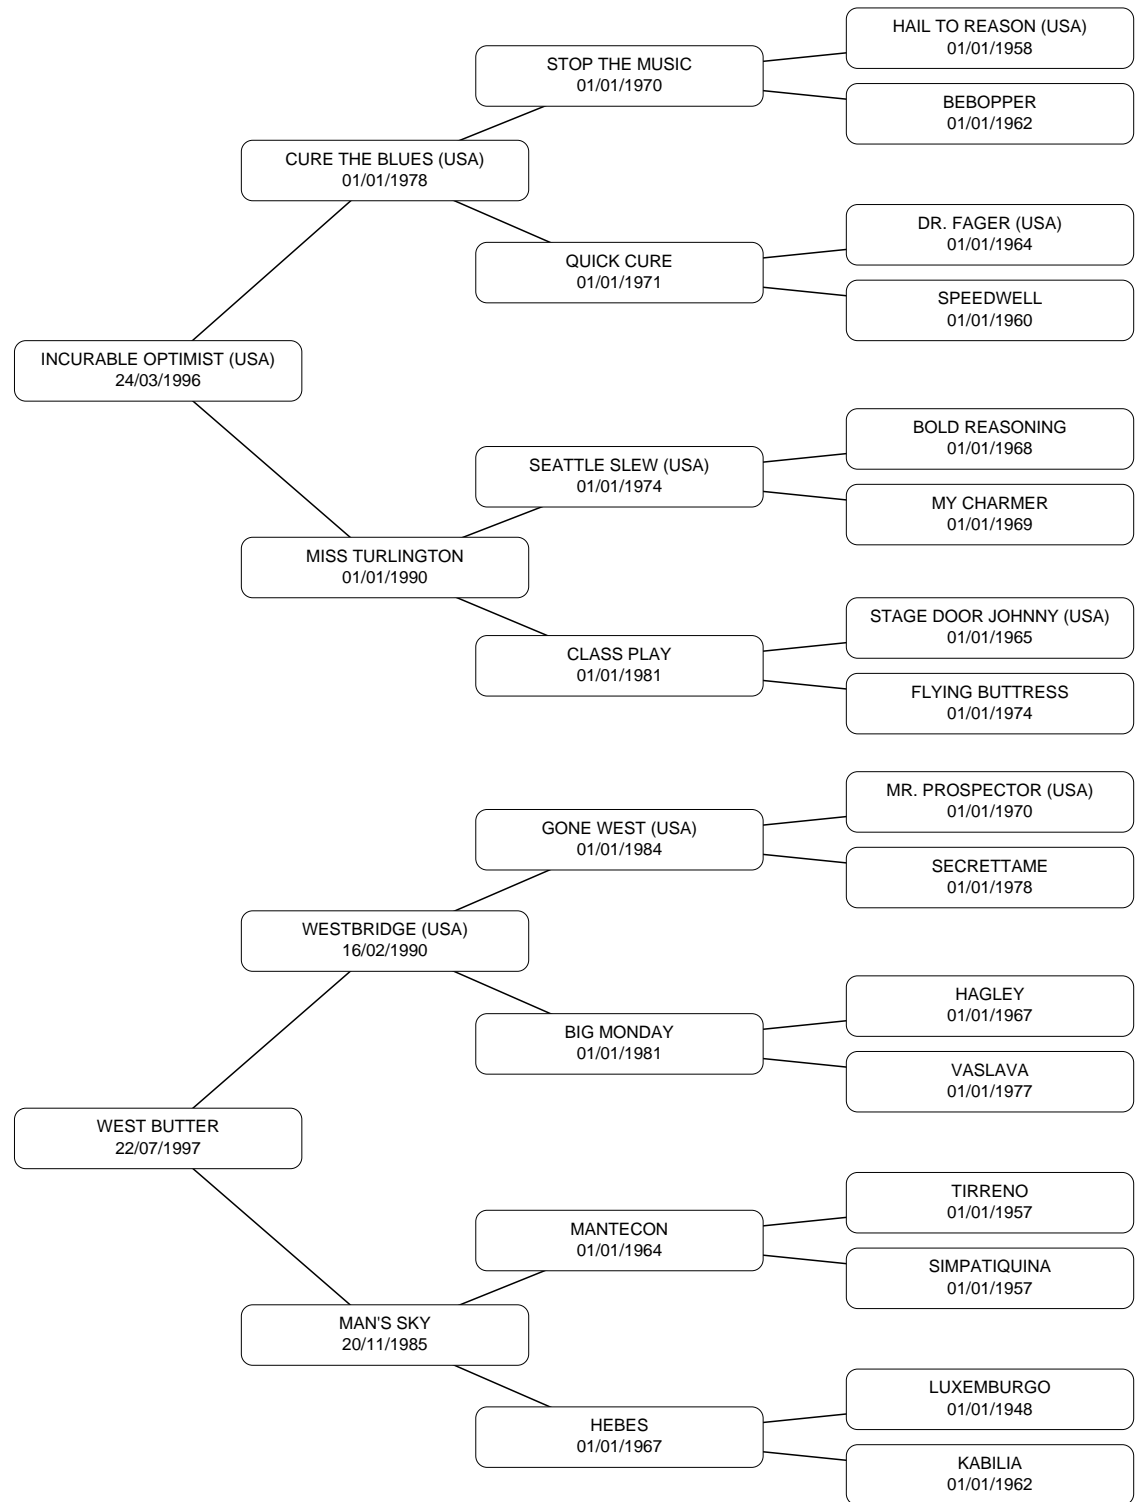 HAIL TO REASON (USA)
01/01/1958
STOP THE MUSIC
01/01/1970
BEBOPPER
01/01/1962
CURE THE BLUES (USA)
01/01/1978
DR. FAGER (USA)
01/01/1964
QUICK CURE
01/01/1971
SPEEDWELL
01/01/1960
INCURABLE OPTIMIST (USA)
24/03/1996
BOLD REASONING
01/01/1968
SEATTLE SLEW (USA)
01/01/1974
MY CHARMER
01/01/1969
MISS TURLINGTON
01/01/1990
STAGE DOOR JOHNNY (USA)
01/01/1965
CLASS PLAY
01/01/1981
FLYING BUTTRESS
01/01/1974
MR. PROSPECTOR (USA)
01/01/1970
GONE WEST (USA)
01/01/1984
SECRETTAME
01/01/1978
WESTBRIDGE (USA)
16/02/1990
HAGLEY
01/01/1967
BIG MONDAY
01/01/1981
VASLAVA
01/01/1977
WEST BUTTER
22/07/1997
TIRRENO
01/01/1957
MANTECON
01/01/1964
SIMPATIQUINA
01/01/1957
MAN'S SKY
20/11/1985
LUXEMBURGO
01/01/1948
HEBES
01/01/1967
KABILIA
01/01/1962